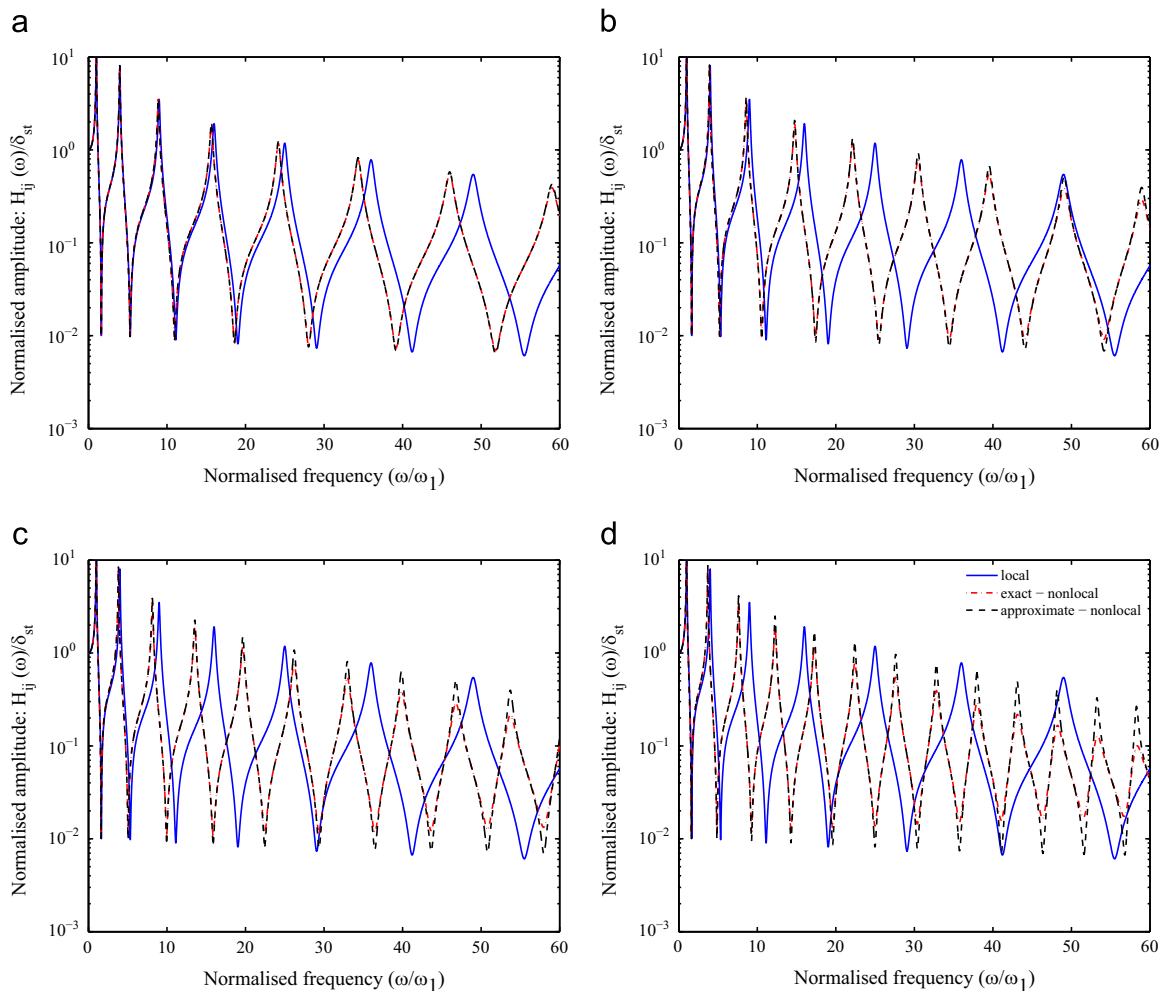 a
10^1
10^0
10^-1
10^-2
10^-3
Normalised amplitude: H_ij (ω)/δ_st
0 10 20 30 40 50 60
Normalised frequency (ω/ω_1)
b
10^1
10^0
10^-1
10^-2
10^-3
Normalised amplitude: H_ij (ω)/δ_st
0 10 20 30 40 50 60
Normalised frequency (ω/ω_1)
c
10^1
10^0
10^-1
10^-2
10^-3
Normalised amplitude: H_ij (ω)/δ_st
0 10 20 30 40 50 60
Normalised frequency (ω/ω_1)
d
10^1
10^0
10^-1
10^-2
10^-3
Normalised amplitude: H_ij (ω)/δ_st
local
exact − nonlocal
approximate − nonlocal
0 10 20 30 40 50 60
Normalised frequency (ω/ω_1)